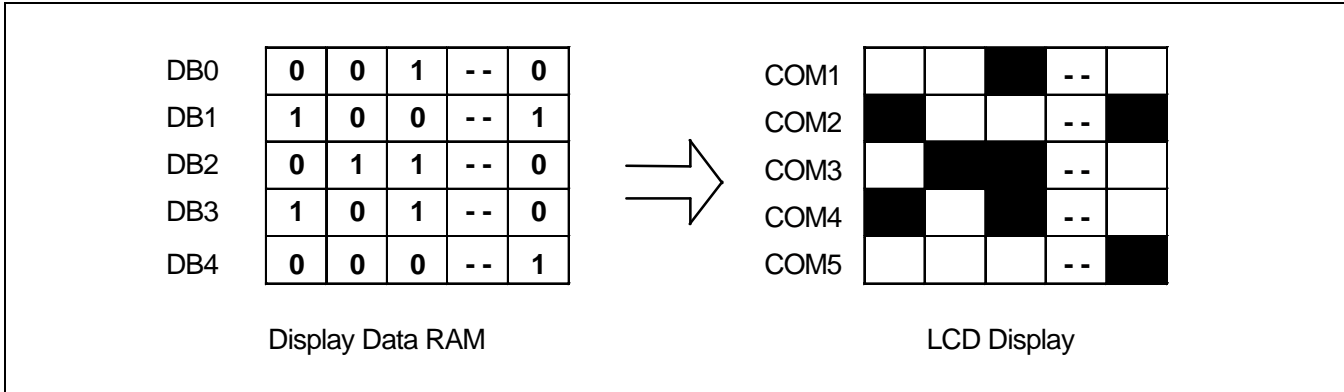 DB0 0 0 1 - - 0
DB1 1 0 0 - - 1
DB2 0 1 1 - - 0
DB3 1 0 1 - - 0
DB4 0 0 0 - - 1
Display Data RAM
COM1 - -
COM2 - -
COM3 - -
COM4 - -
COM5 - -
LCD Display